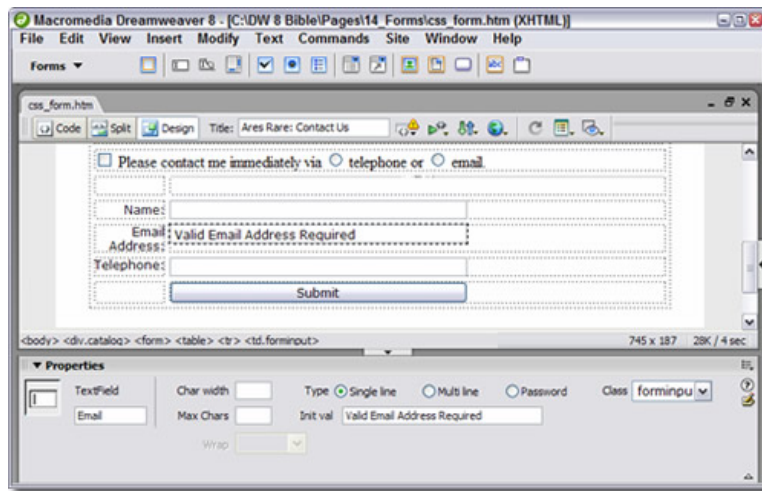 Macromedia Dreamweaver 8 - [C:\DW 8 Bible\Pages\14_Forms\css_form.htm (XHTML)]
File Edit View Insert Modify Text Commands Site Window Help
Forms
css_form.htm
Code Split Design Title: Ares Rare: Contact Us
Please contact me immediately via telephone or email.
Name:
Email Address: Valid Email Address Required
Telephone:
Submit
<body> <div.catalog> <form> <table> <tr> <td.forminput> 745 x 187 28K / 4 sec
Properties
TextField Char width Type Single line Multi line Password Class forminpu
Email Max Chars Init val Valid Email Address Required
Wrap